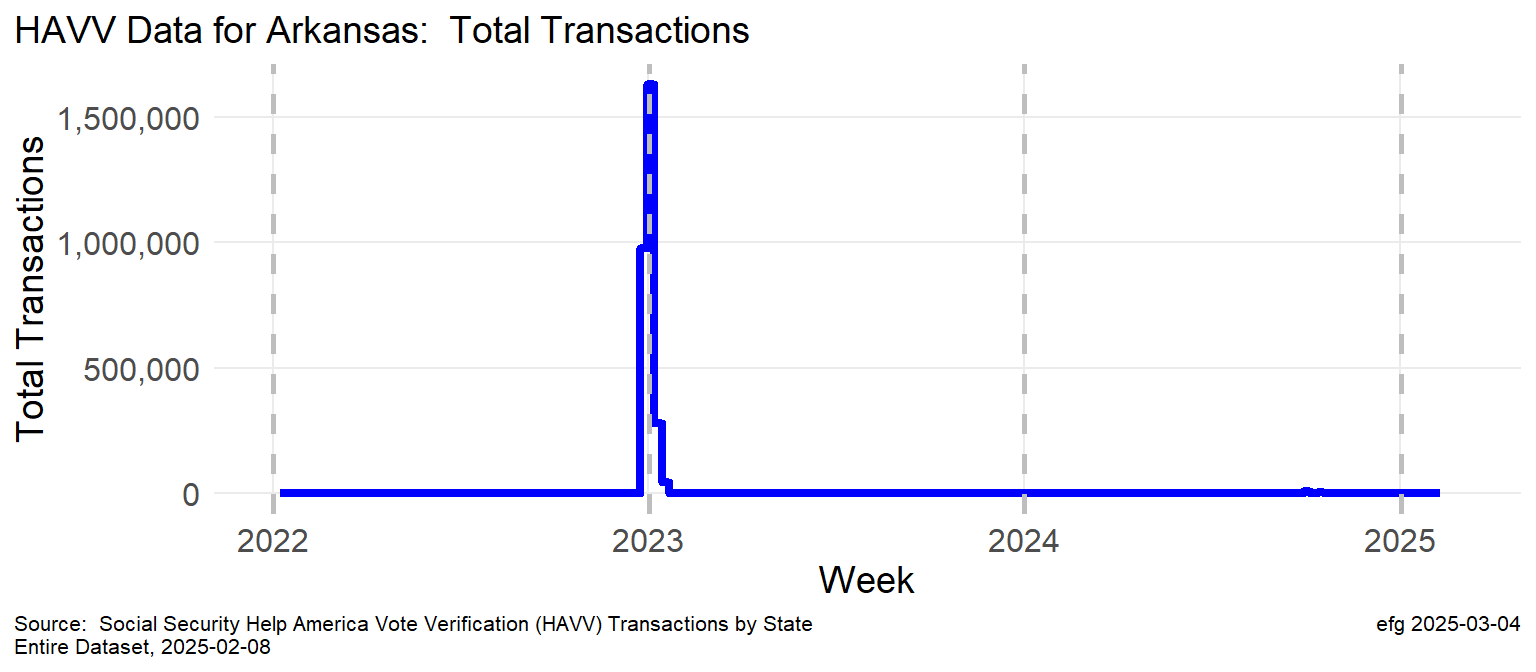 HAVV Data for Arkansas:  Total Transactions
1,500,000
1,000,000
500,000
0
Total Transactions
2022 2023 2024 2025
Week
Source:  Social Security Help America Vote Verification (HAVV) Transactions by State
Entire Dataset, 2025-02-08
efg 2025-03-04